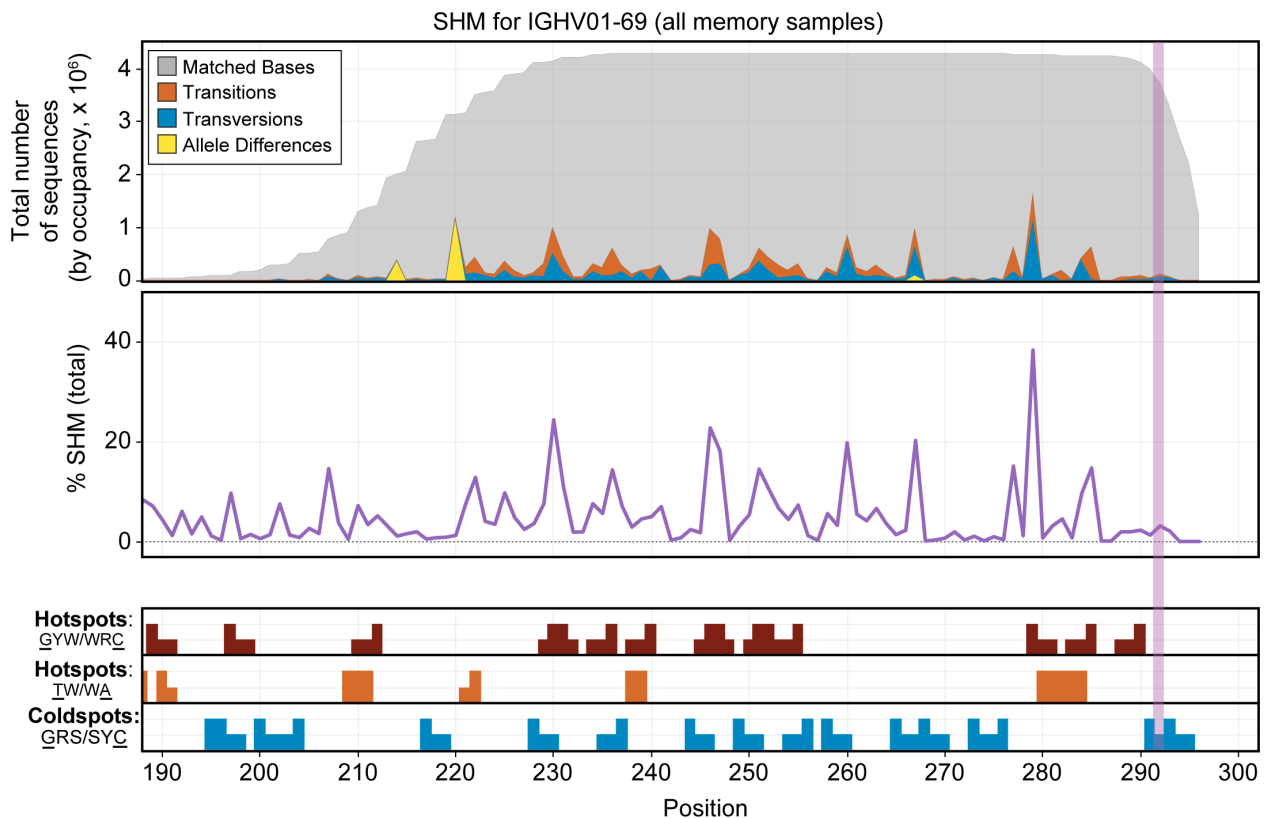 SHM for IGHV01-69 (all memory samples)
Total number
of sequences
(by occupancy, x 10⁶)
4
3
2
1
0
Matched Bases
Transitions
Transversions
Allele Differences
% SHM (total)
40
20
0
Hotspots:
GYW/WRC
Hotspots:
TW/WA
Coldspots:
GRS/SYC
190 200 210 220 230 240 250 260 270 280 290 300
Position